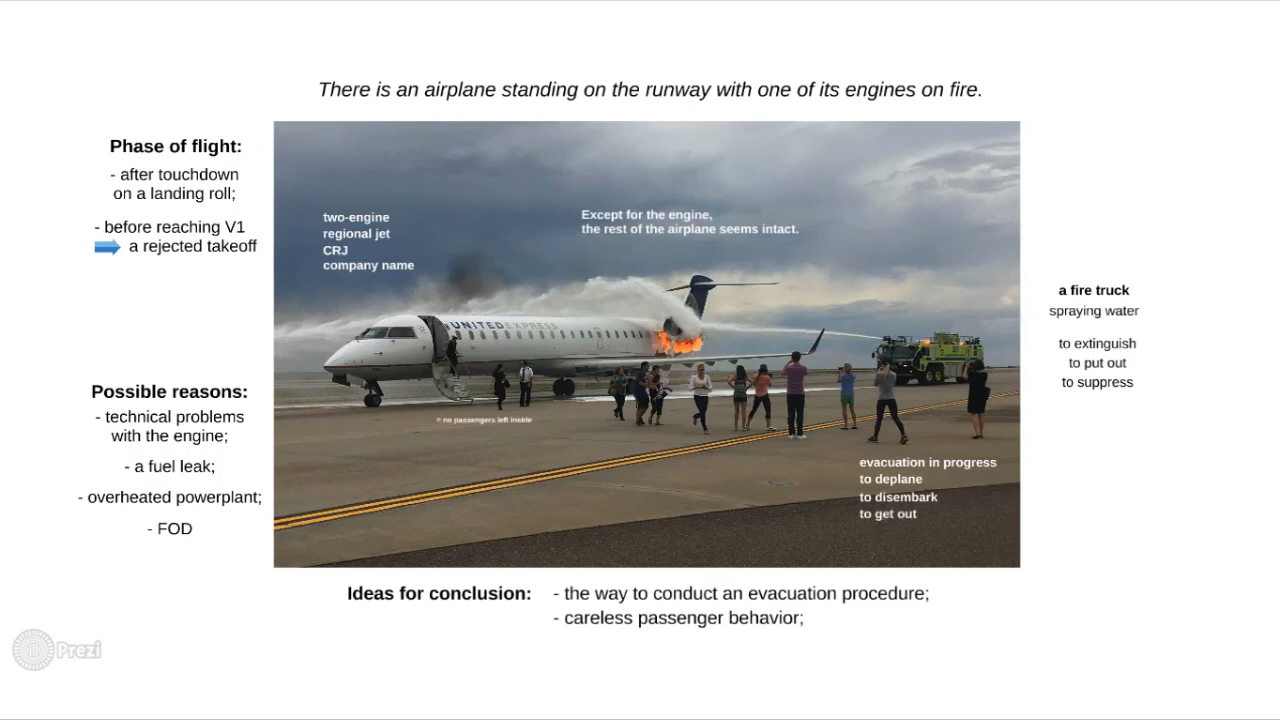 There is an airplane standing on the runway with one of its engines on fire.
Phase of flight:
- after touchdown
on a landing roll;
- before reaching V1
a rejected takeoff
Possible reasons:
- technical problems
with the engine;
- a fuel leak;
- overheated powerplant;
- FOD
two-engine
regional jet
CRJ
company name
Except for the engine,
the rest of the airplane seems intact.
UNITED EXPRESS
= no passengers left inside
evacuation in progress
to deplane
to disembark
to get out
a fire truck
spraying water
to extinguish
to put out
to suppress
Ideas for conclusion:
- the way to conduct an evacuation procedure;
- careless passenger behavior;
Prezi